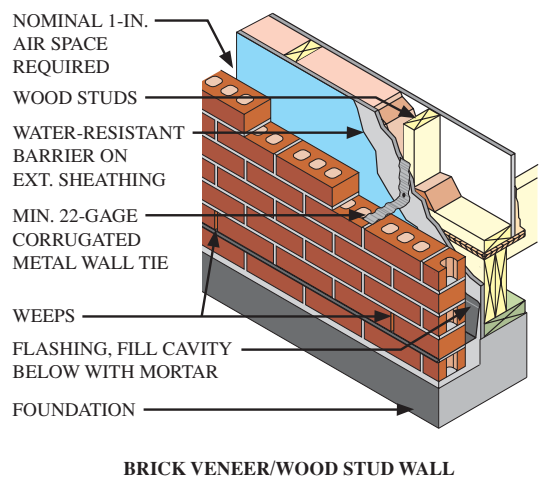 NOMINAL 1-IN.
AIR SPACE
REQUIRED
WOOD STUDS
WATER-RESISTANT
BARRIER ON
EXT. SHEATHING
MIN. 22-GAGE
CORRUGATED
METAL WALL TIE
WEEPS
FLASHING, FILL CAVITY
BELOW WITH MORTAR
FOUNDATION
BRICK VENEER/WOOD STUD WALL